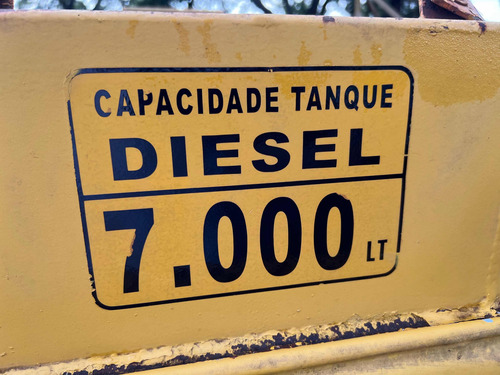 CAPACIDADE TANQUE
DIESEL
7.000 LT